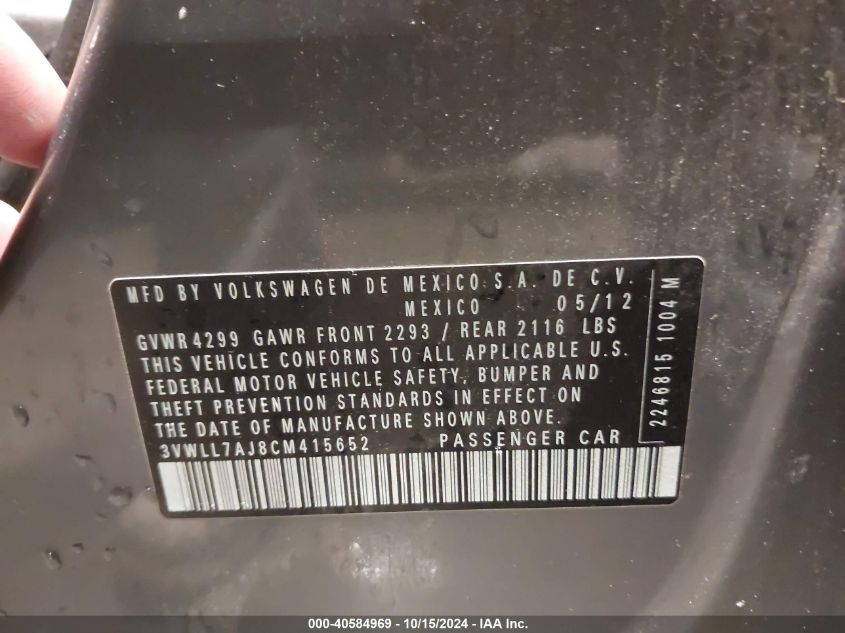 MFD BY VOLKSWAGEN DE MEXICO S.A. DE C.V.
MEXICO 05/12
GVWR 4299 GAWR FRONT 2293 / REAR 2116 LBS
THIS VEHICLE CONFORMS TO ALL APPLICABLE U.S.
FEDERAL MOTOR VEHICLE SAFETY, BUMPER AND
THEFT PREVENTION STANDARDS IN EFFECT ON
THE DATE OF MANUFACTURE SHOWN ABOVE.
3VWLL7AJ8CM415652 PASSENGER CAR
2246815 1004 M
000-40584969 - 10/15/2024 - IAA Inc.